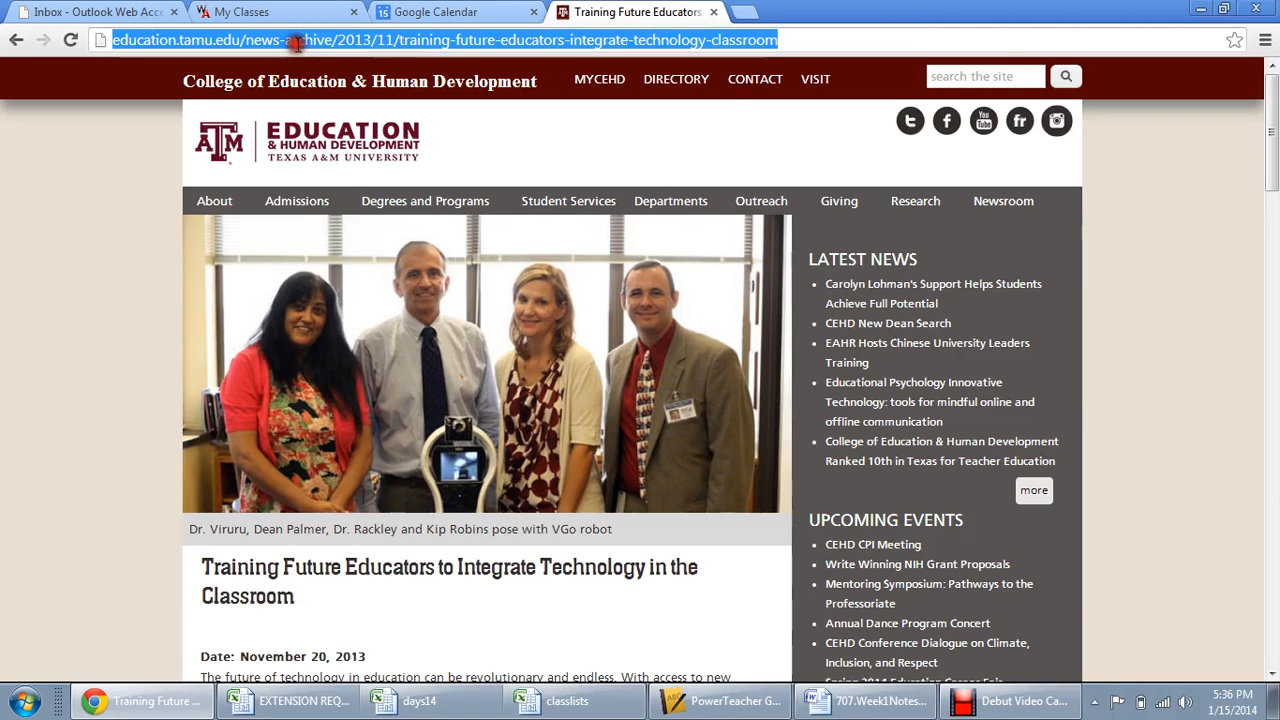 Inbox - Outlook Web Acc
My Classes
15 Google Calendar
Training Future Educators
education.tamu.edu/news-archive/2013/11/training-future-educators-integrate-technology-classroom
College of Education & Human Development
MYCEHD DIRECTORY CONTACT VISIT
search the site
ATM
EDUCATION
& HUMAN DEVELOPMENT
TEXAS A&M UNIVERSITY
You
Tube
About Admissions Degrees and Programs Student Services Departments Outreach Giving Research Newsroom
Dr. Viruru, Dean Palmer, Dr. Rackley and Kip Robins pose with VGo robot
Training Future Educators to Integrate Technology in the
Classroom
Date: November 20, 2013
The future of technology in education can be revolutionary and endless. With access to new
LATEST NEWS
Carolyn Lohman's Support Helps Students
Achieve Full Potential
CEHD New Dean Search
EAHR Hosts Chinese University Leaders
Training
Educational Psychology Innovative
Technology: tools for mindful online and
offline communication
College of Education & Human Development
Ranked 10th in Texas for Teacher Education
more
UPCOMING EVENTS
CEHD CPI Meeting
Write Winning NIH Grant Proposals
Mentoring Symposium: Pathways to the
Professoriate
Annual Dance Program Concert
CEHD Conference Dialogue on Climate,
Inclusion, and Respect
Training Future ...
EXTENSION REQ...
days14
classlists
PowerTeacher G...
707.Week1Notes...
Debut Video Ca...
5:36 PM
1/15/2014